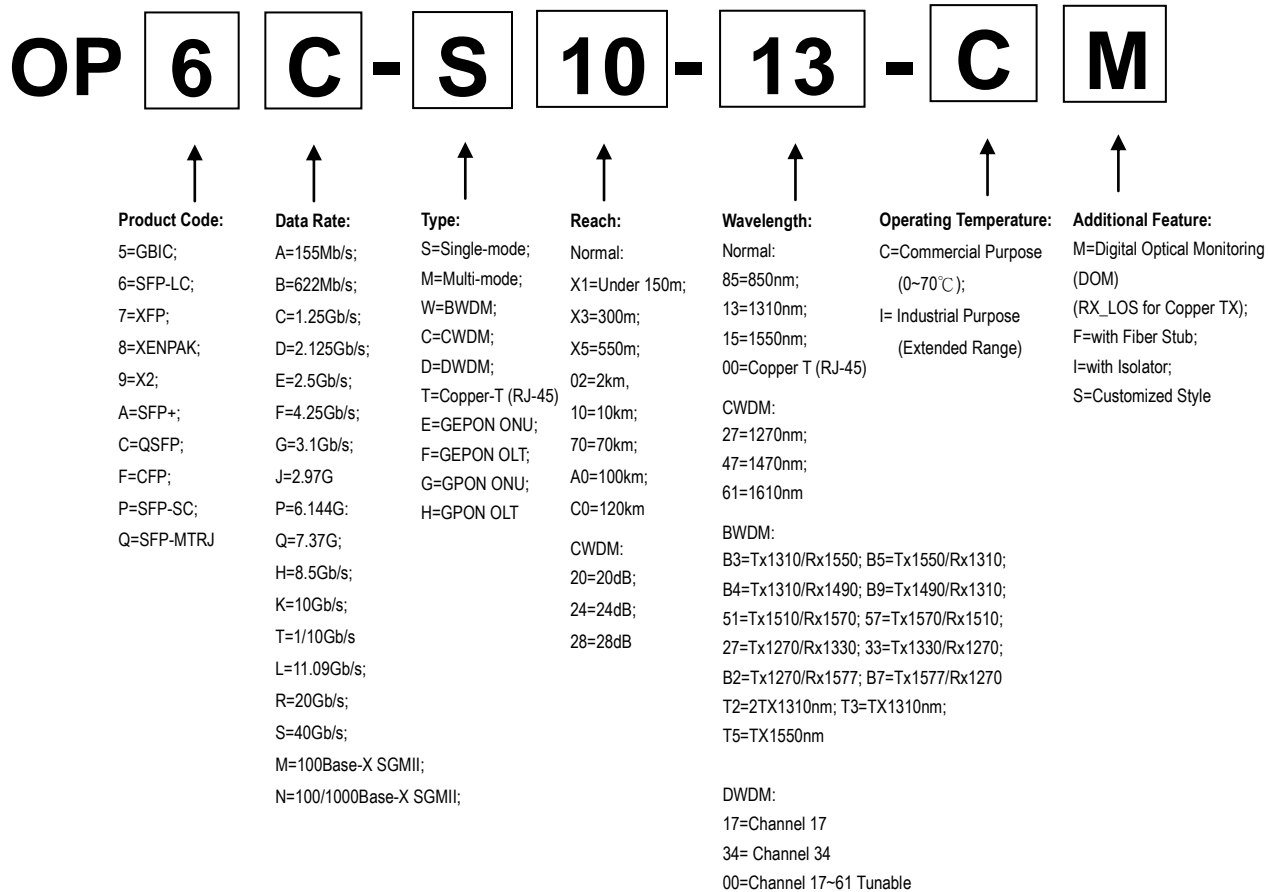 OP 6 C - S 10 - 13 - C M
Product Code:
5=GBIC;
6=SFP-LC;
7=XFP;
8=XENPAK;
9=X2;
A=SFP+;
C=QSFP;
F=CFP;
P=SFP-SC;
Q=SFP-MTRJ
Data Rate:
A=155Mb/s;
B=622Mb/s;
C=1.25Gb/s;
D=2.125Gb/s;
E=2.5Gb/s;
F=4.25Gb/s;
G=3.1Gb/s;
J=2.97G
P=6.144G:
Q=7.37G;
H=8.5Gb/s;
K=10Gb/s;
T=1/10Gb/s
L=11.09Gb/s;
R=20Gb/s;
S=40Gb/s;
M=100Base-X SGMII;
N=100/1000Base-X SGMII;
Type:
S=Single-mode;
M=Multi-mode;
W=BWDM;
C=CWDM;
D=DWDM;
T=Copper-T (RJ-45)
E=GEPON ONU;
F=GEPON OLT;
G=GPON ONU;
H=GPON OLT
Reach:
Normal:
X1=Under 150m;
X3=300m;
X5=550m;
02=2km,
10=10km;
70=70km;
A0=100km;
C0=120km
CWDM:
20=20dB;
24=24dB;
28=28dB
Wavelength:
Normal:
85=850nm;
13=1310nm;
15=1550nm;
00=Copper T (RJ-45)
CWDM:
27=1270nm;
47=1470nm;
61=1610nm
BWDM:
B3=Tx1310/Rx1550; B5=Tx1550/Rx1310;
B4=Tx1310/Rx1490; B9=Tx1490/Rx1310;
51=Tx1510/Rx1570; 57=Tx1570/Rx1510;
27=Tx1270/Rx1330; 33=Tx1330/Rx1270;
B2=Tx1270/Rx1577; B7=Tx1577/Rx1270
T2=2TX1310nm; T3=TX1310nm;
T5=TX1550nm
DWDM:
17=Channel 17
34= Channel 34
00=Channel 17~61 Tunable
Operating Temperature:
C=Commercial Purpose
(0~70℃);
I= Industrial Purpose
(Extended Range)
Additional Feature:
M=Digital Optical Monitoring
(DOM)
(RX_LOS for Copper TX);
F=with Fiber Stub;
I=with Isolator;
S=Customized Style